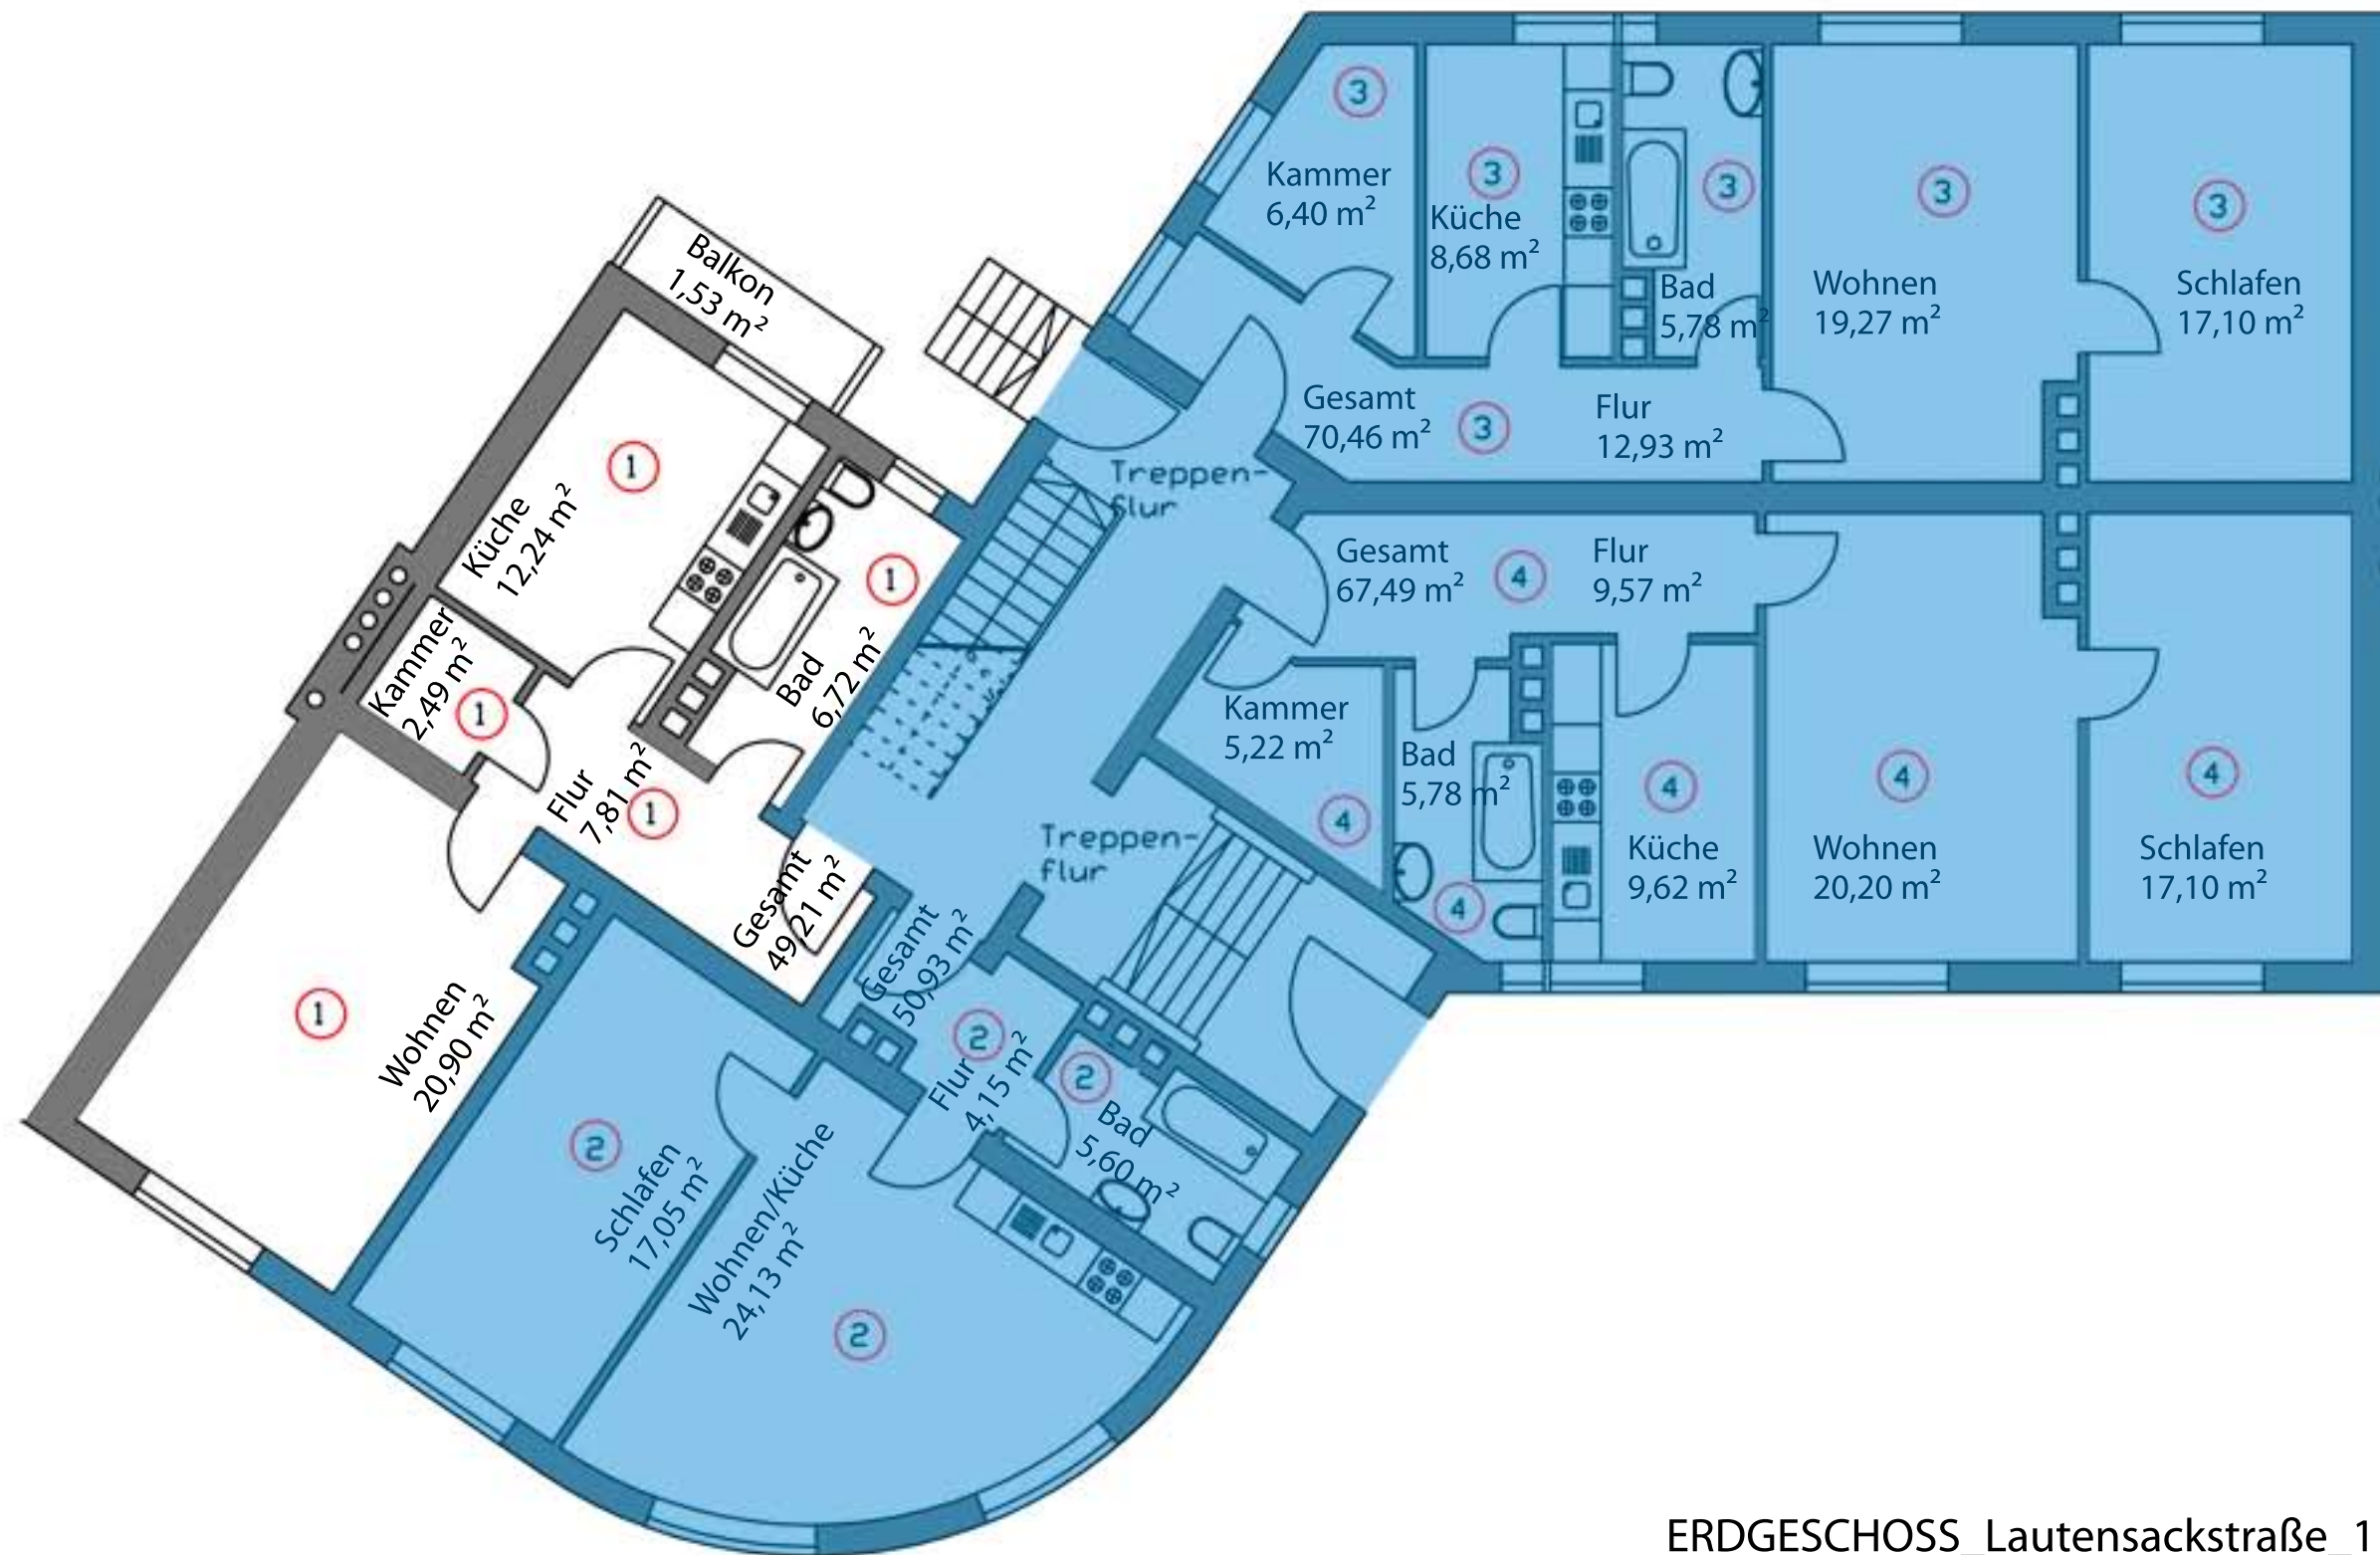 3
Kammer
6,40 m²
3
Küche
8,68 m²
3
Bad
5,78 m²
3
Wohnen
19,27 m²
3
Schlafen
17,10 m²
Gesamt
70,46 m²
3
Flur
12,93 m²
Balkon
1,53 m²
1
Küche
12,24 m²
1
Bad
6,72 m²
Kammer
2,49 m²
1
Flur
7,81 m²
1
Gesamt
49,21 m²
1
Wohnen
20,90 m²
Treppen-
flur
Gesamt
67,49 m²
4
Flur
9,57 m²
Kammer
5,22 m²
4
Bad
5,78 m²
4
4
Küche
9,62 m²
4
Wohnen
20,20 m²
4
Schlafen
17,10 m²
Treppen-
flur
Gesamt
50,93 m²
2
Flur
4,15 m²
2
Bad
5,60 m²
2
Schlafen
17,05 m²
Wohnen/Küche
24,13 m²
2
ERDGESCHOSS_Lautensackstraße_1